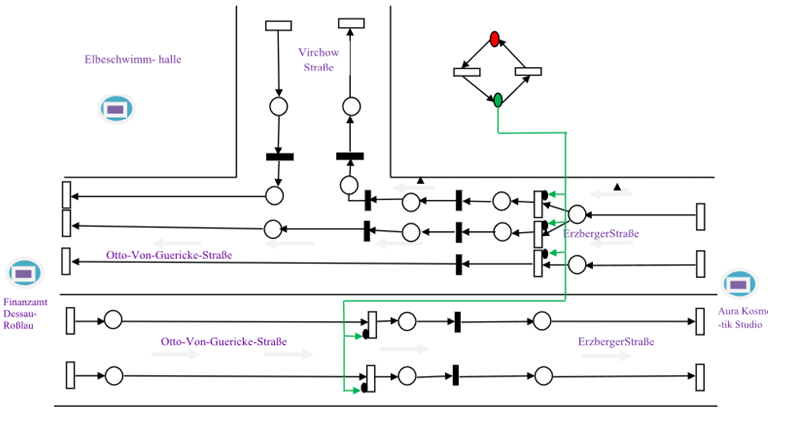 Elbeschwimm- halle
Virchow
Straße
ErzbergerStraße
Otto-Von-Guericke-Straße
Finanzamt
Dessau-
Roßlau
Aura Kosme
-tik Studio
Otto-Von-Guericke-Straße
ErzbergerStraße